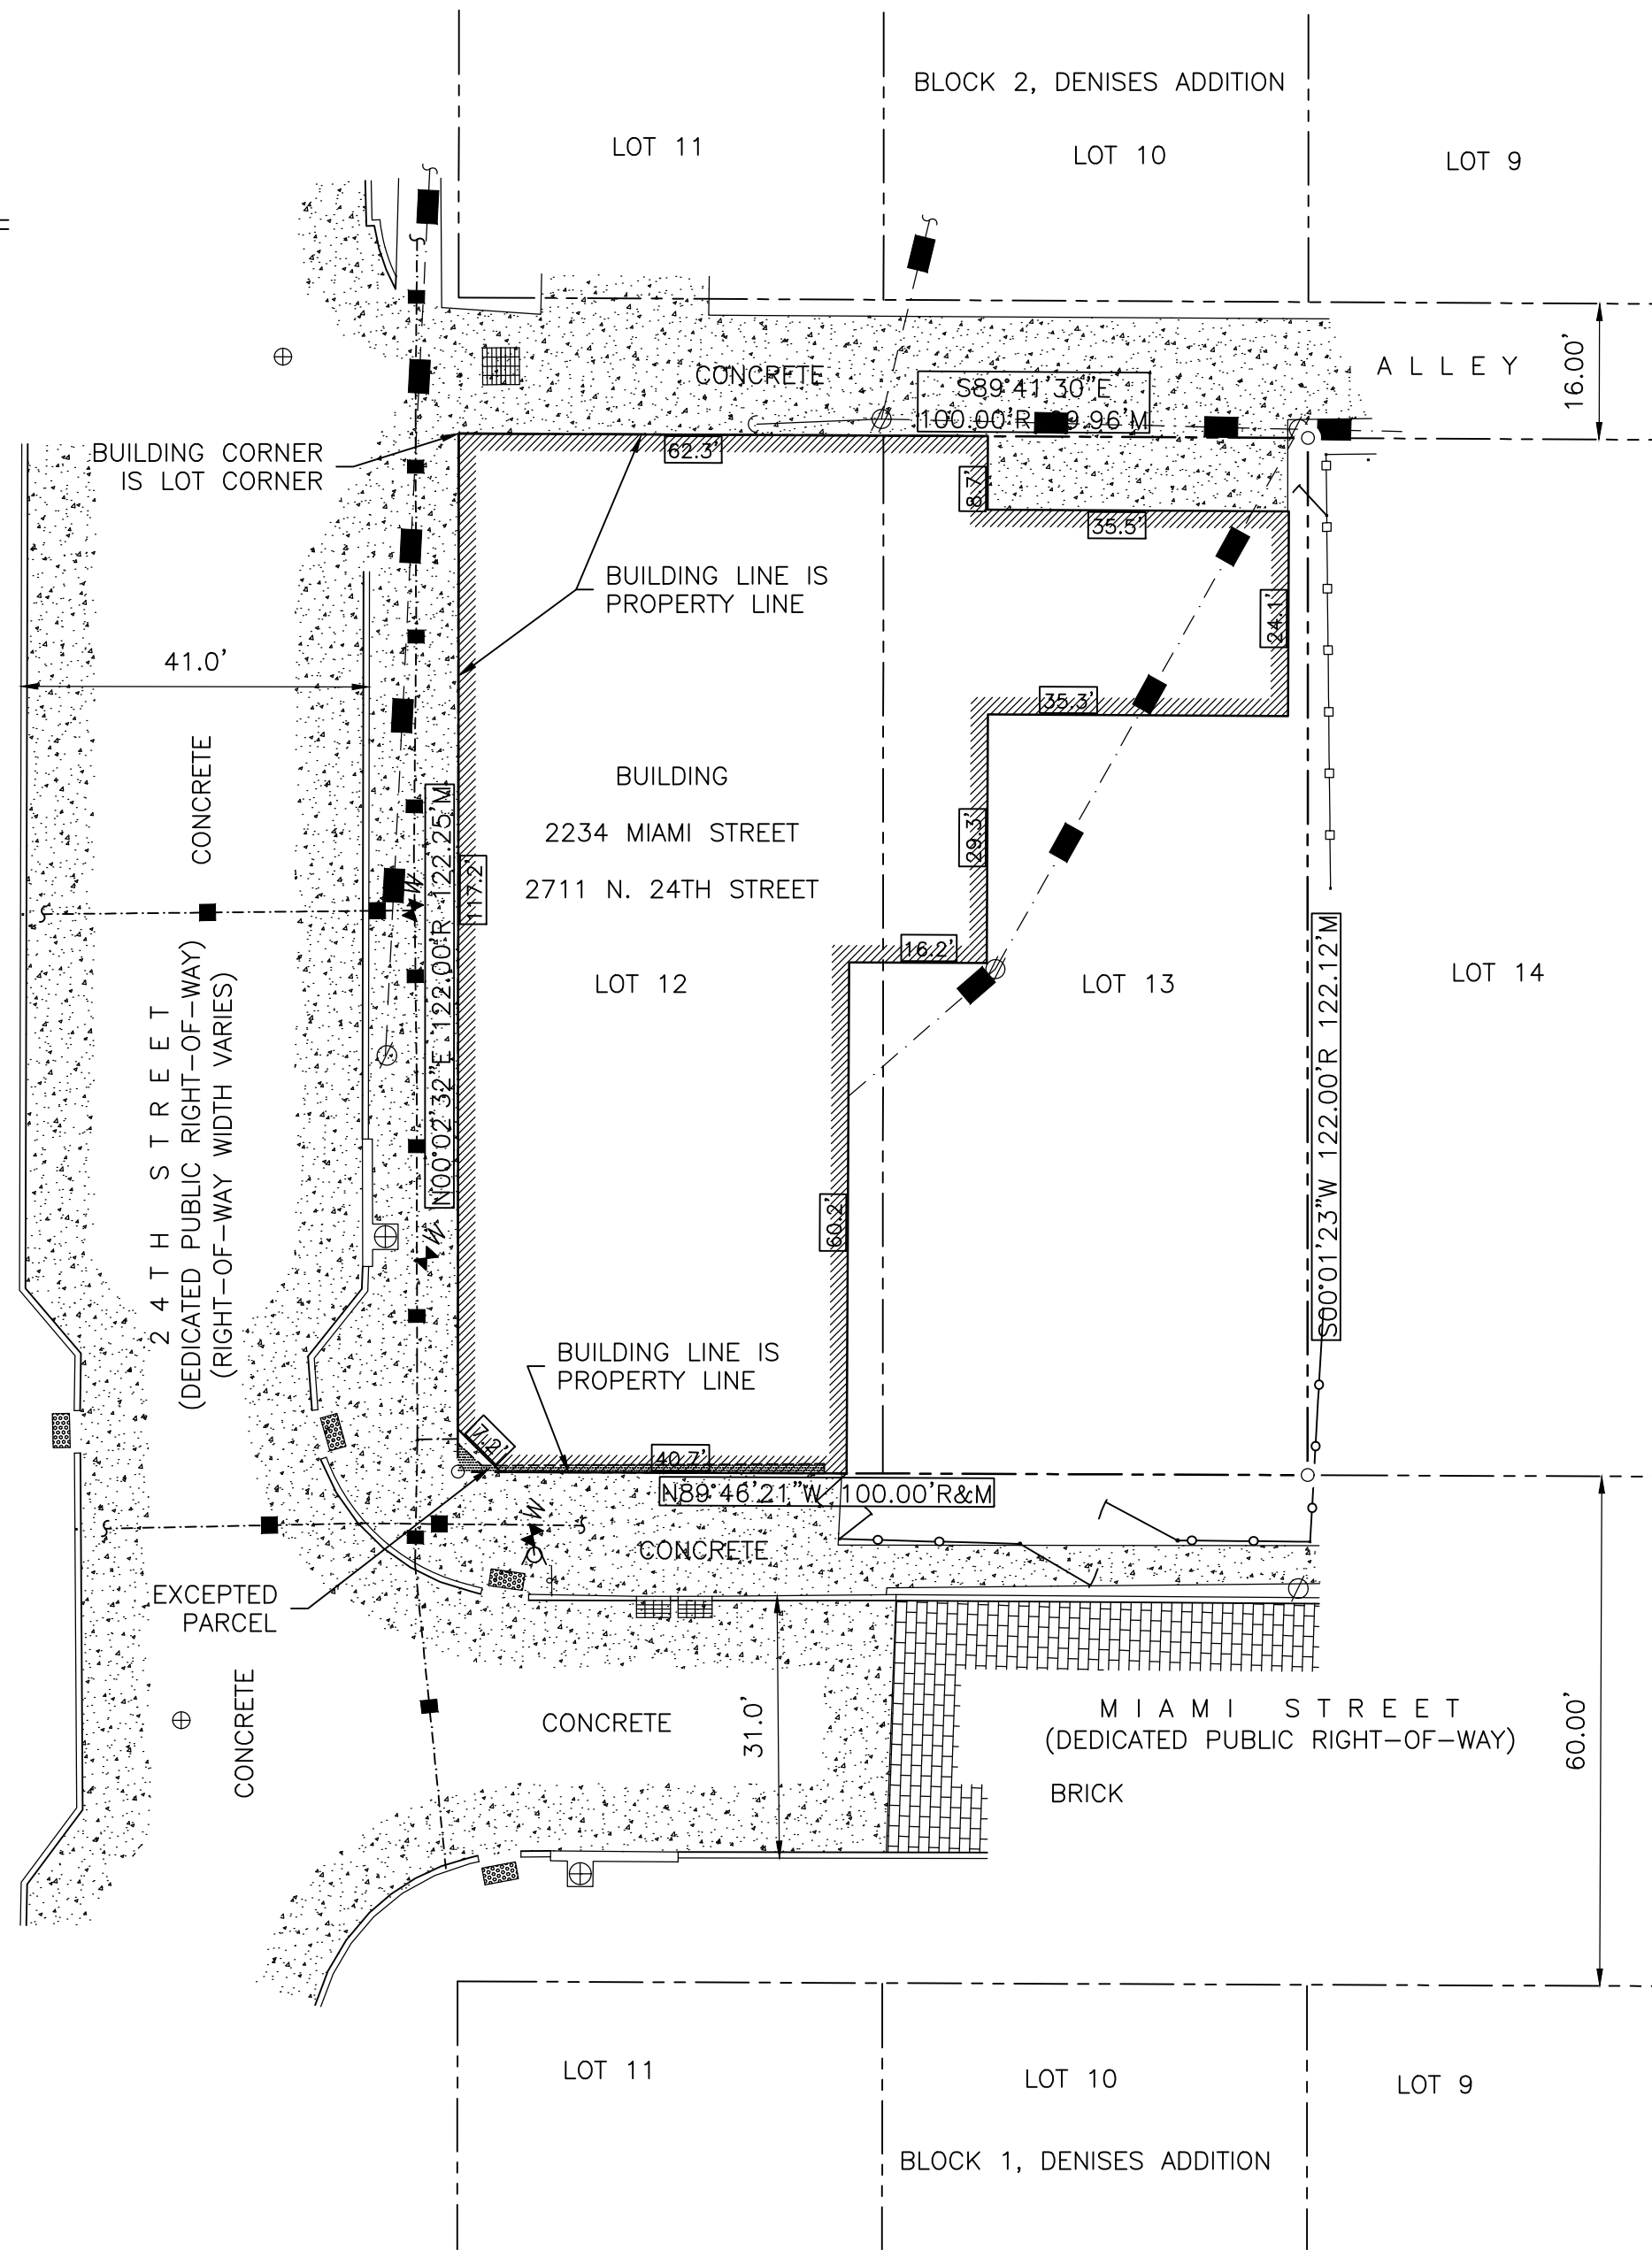 BLOCK 2, DENISES ADDITION
LOT 11
LOT 10
LOT 9
CONCRETE
S89°41'30"E
100.00'R 99.96'M
A L L E Y
16.00'
BUILDING CORNER
IS LOT CORNER
62.3'
8.7'
35.5'
BUILDING LINE IS
PROPERTY LINE
24.1'
41.0'
35.3'
CONCRETE
BUILDING
2234 MIAMI STREET
2711 N. 24TH STREET
29.3'
117.2'
N00°02'32"E 122.00'R 122.25'M
W
16.2'
LOT 12
LOT 13
LOT 14
S00°01'23"W 122.00'R 122.12'M
24TH STREET
(DEDICATED PUBLIC RIGHT-OF-WAY)
(RIGHT-OF-WAY WIDTH VARIES)
60.2'
W
BUILDING LINE IS
PROPERTY LINE
7.2'
40.7'
N89°46'21"W 100.00'R&M
W
CONCRETE
EXCEPTED
PARCEL
CONCRETE
CONCRETE
31.0'
MIAMI STREET
(DEDICATED PUBLIC RIGHT-OF-WAY)
BRICK
60.00'
LOT 11
LOT 10
LOT 9
BLOCK 1, DENISES ADDITION